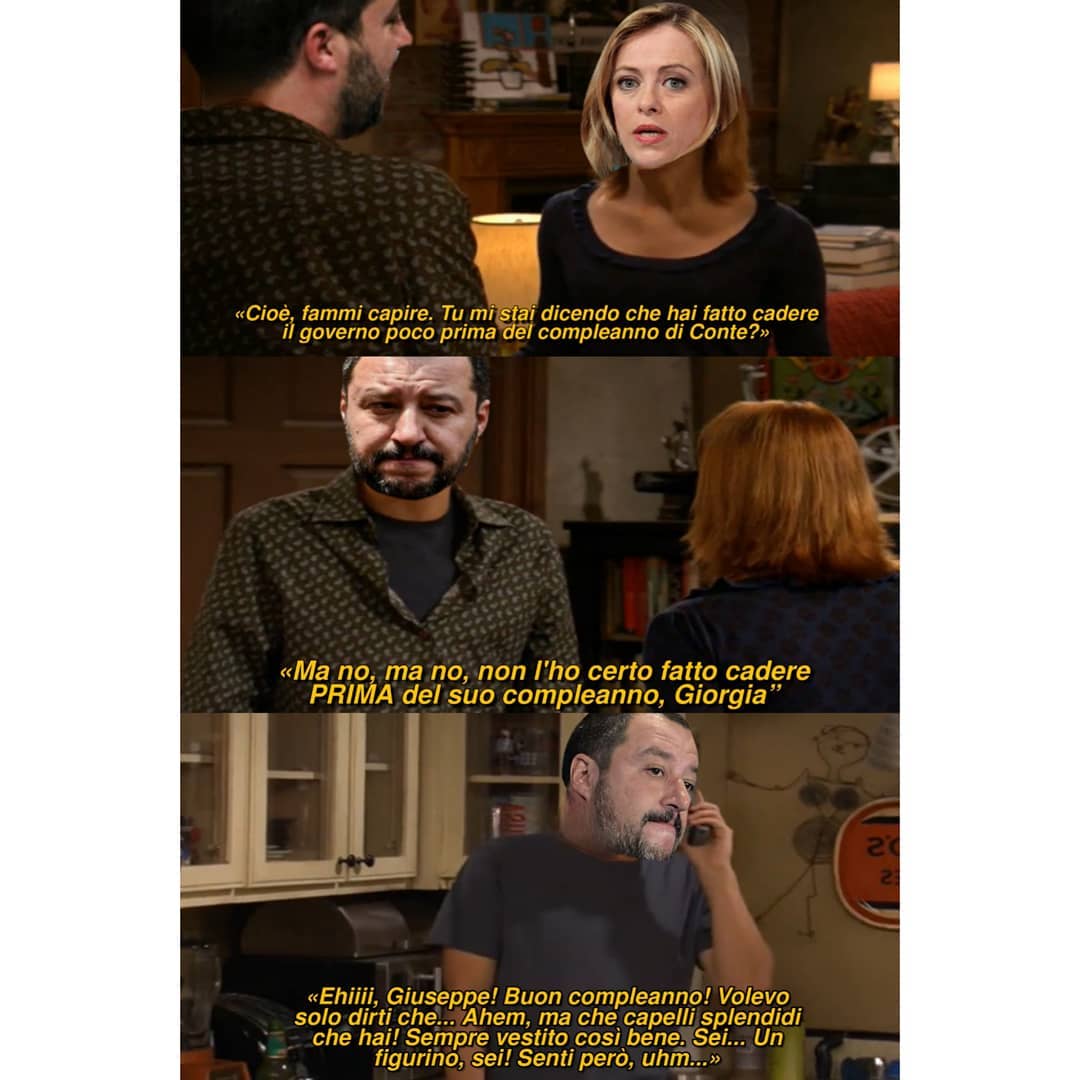 «Cioè, fammi capire. Tu mi stai dicendo che hai fatto cadere
il governo poco prima del compleanno di Conte?»
«Ma no, ma no, non l'ho certo fatto cadere
PRIMA del suo compleanno, Giorgia”
«Ehiiii, Giuseppe! Buon compleanno! Volevo
solo dirti che... Ahem, ma che capelli splendidi
che hai! Sempre vestito così bene. Sei... Un
figurino, sei! Senti però, uhm...»